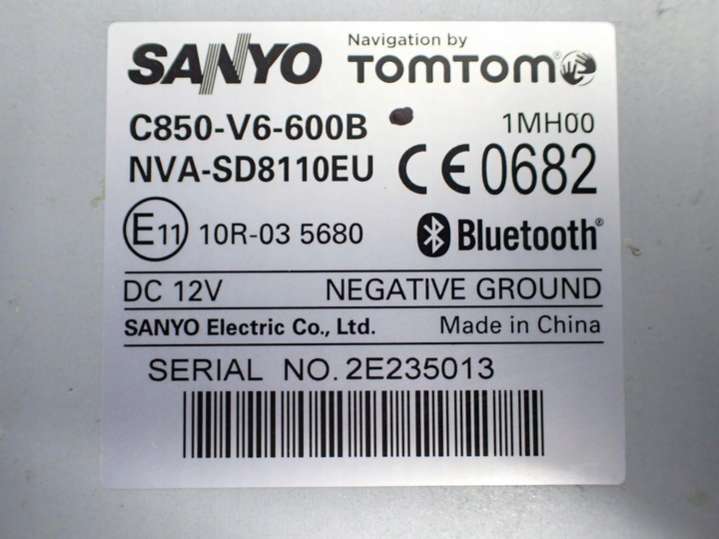 SANYO Navigation by TOMTOM
C850-V6-600B 1MH00
NVA-SD8110EU CE0682
E11 10R-03 5680 Bluetooth®
DC 12V NEGATIVE GROUND
SANYO Electric Co., Ltd. Made in China
SERIAL NO. 2E235013